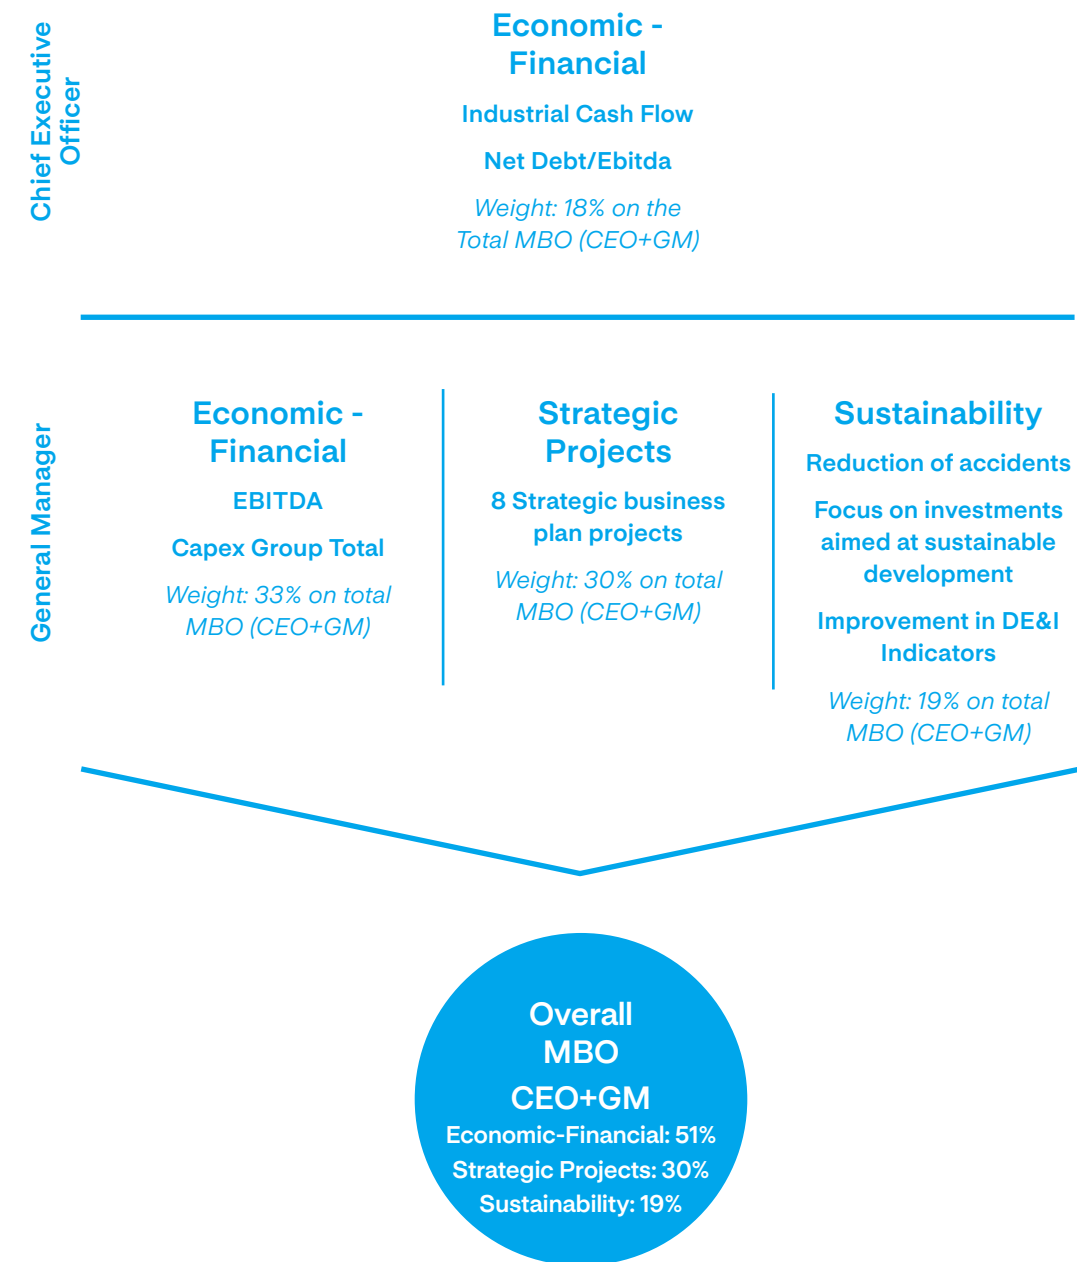 Chief Executive
Officer
Economic -
Financial
Industrial Cash Flow
Net Debt/Ebitda
Weight: 18% on the
Total MBO (CEO+GM)
General Manager
Economic -
Financial
EBITDA
Capex Group Total
Weight: 33% on total
MBO (CEO+GM)
Strategic
Projects
8 Strategic business
plan projects
Weight: 30% on total
MBO (CEO+GM)
Sustainability
Reduction of accidents
Focus on investments
aimed at sustainable
development
Improvement in DE&I
Indicators
Weight: 19% on total
MBO (CEO+GM)
Overall
MBO
CEO+GM
Economic-Financial: 51%
Strategic Projects: 30%
Sustainability: 19%